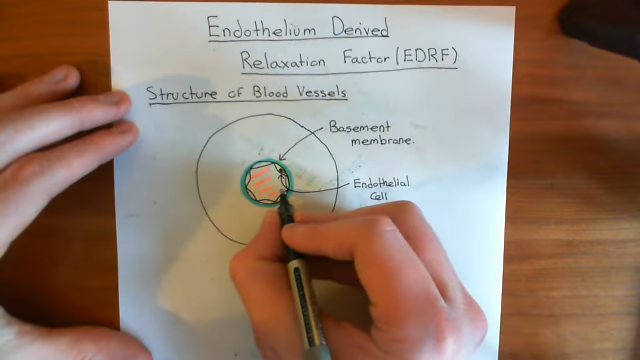 Endothelium Derived
Relaxation Factor (EDRF)
Structure of Blood Vessels
Basement
membrane.
Endothelial
Cell